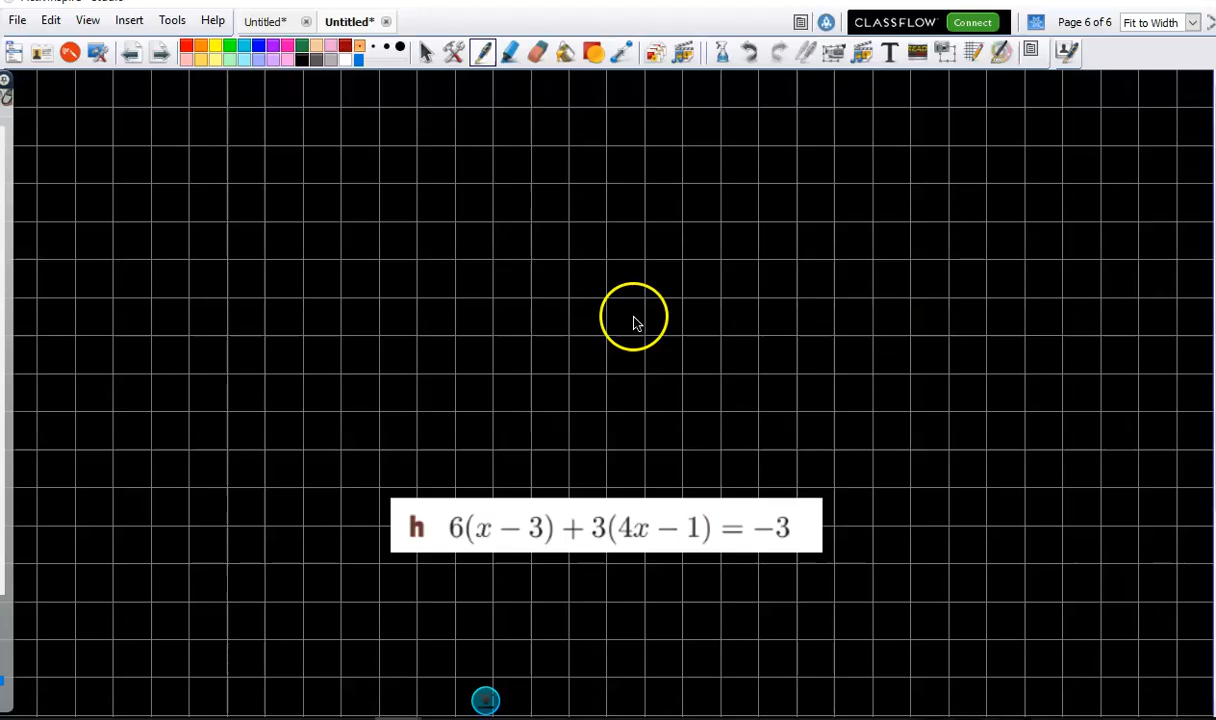 File Edit View Insert Tools Help Untitled* Untitled* CLASSFLOW Connect Page 6 of 6 Fit to Width
h 6(x − 3) + 3(4x − 1) = −3